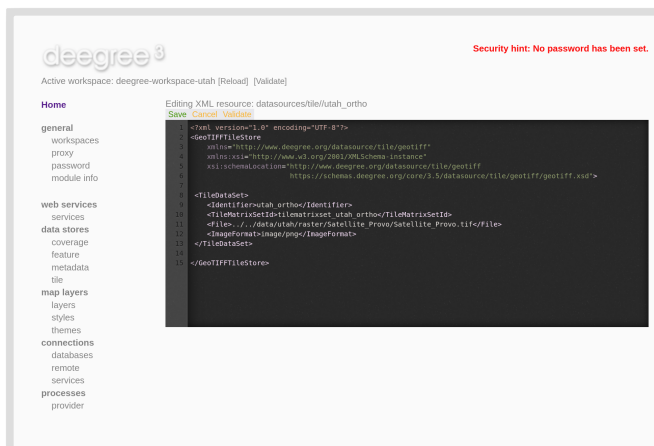 deegree 3
Security hint: No password has been set.
Active workspace: deegree-workspace-utah [Reload] [Validate]
Home
general
workspaces
proxy
password
module info
web services
services
data stores
coverage
feature
metadata
tile
map layers
layers
styles
themes
connections
databases
remote
services
processes
provider
Editing XML resource: datasources/tile//utah_ortho
Save Cancel Validate
1 <?xml version="1.0" encoding="UTF-8"?>
2 <GeoTIFFTileStore
3 xmlns="http://www.deegree.org/datasource/tile/geotiff"
4 xmlns:xsi="http://www.w3.org/2001/XMLSchema-instance"
5 xsi:schemaLocation="http://www.deegree.org/datasource/tile/geotiff
6 https://schemas.deegree.org/core/3.5/datasource/tile/geotiff/geotiff.xsd">
7
8 <TileDataSet>
9 <Identifier>utah_ortho</Identifier>
10 <TileMatrixSetId>tilematrixset_utah_ortho</TileMatrixSetId>
11 <File>../../data/utah/raster/Satellite_Provo/Satellite_Provo.tif</File>
12 <ImageFormat>image/png</ImageFormat>
13 </TileDataSet>
14
15 </GeoTIFFTileStore>